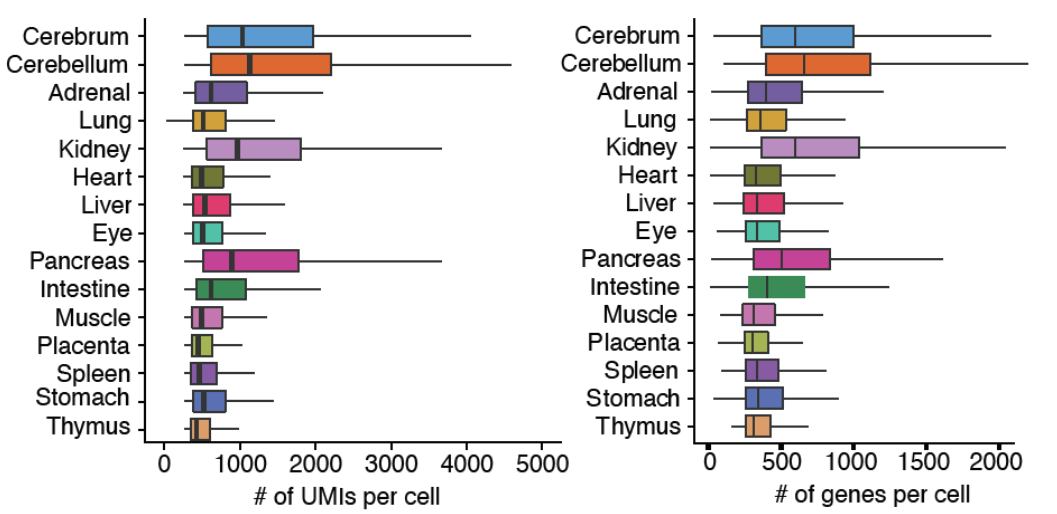 Cerebrum
Cerebellum
Adrenal
Lung
Kidney
Heart
Liver
Eye
Pancreas
Intestine
Muscle
Placenta
Spleen
Stomach
Thymus
0 1000 2000 3000 4000 5000
# of UMIs per cell
Cerebrum
Cerebellum
Adrenal
Lung
Kidney
Heart
Liver
Eye
Pancreas
Intestine
Muscle
Placenta
Spleen
Stomach
Thymus
0 500 1000 1500 2000
# of genes per cell